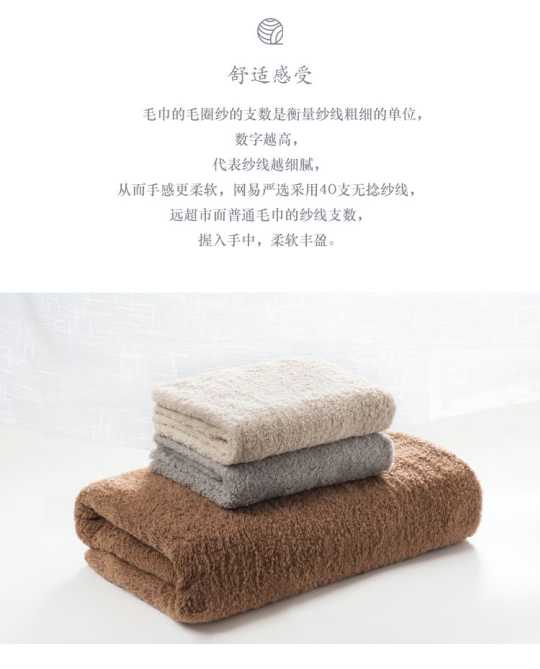 舒适感受
毛巾的毛圈纱的支数是衡量纱线粗细的单位，
数字越高，
代表纱线越细腻，
从而手感更柔软，网易严选采用40支无捻纱线，
远超市面普通毛巾的纱线支数，
握入手中，柔软丰盈。